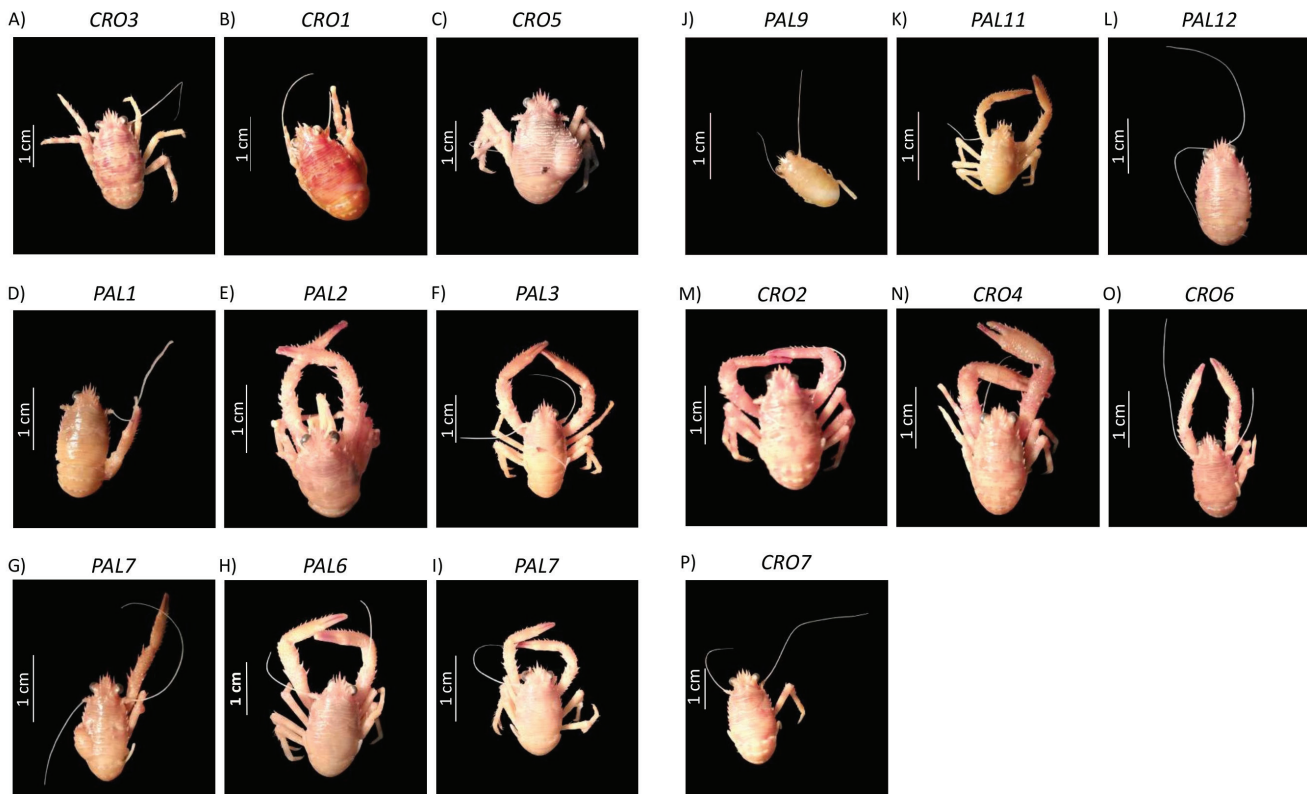 A) CRO3
B) CRO1
C) CRO5
J) PAL9
K) PAL11
L) PAL12
1 cm
1 cm
1 cm
1 cm
1 cm
1 cm
D) PAL1
E) PAL2
F) PAL3
M) CRO2
N) CRO4
O) CRO6
1 cm
1 cm
1 cm
1 cm
1 cm
1 cm
G) PAL7
H) PAL6
I) PAL7
P) CRO7
1 cm
1 cm
1 cm
1 cm